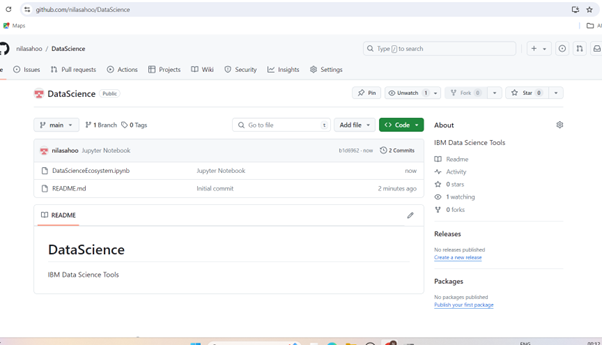 github.com/nilasahoo/DataScience
Maps
nilasahoo / DataScience
Type / to search
Issues Pull requests Actions Projects Wiki Security Insights Settings
DataScience Public
Pin Unwatch 1 Fork 0 Star 0
main 1 Branch 0 Tags
Go to file t Add file Code
nilasahoo Jupyter Notebook
now 2 Commits
DataScienceEcosystem.ipynb Jupyter Notebook now
README.md Initial commit 2 minutes ago
README
DataScience
IBM Data Science Tools
About
IBM Data Science Tools
Readme
Activity
0 stars
1 watching
0 forks
Releases
No releases published
Create a new release
Packages
No packages published
Publish your first package
ENG